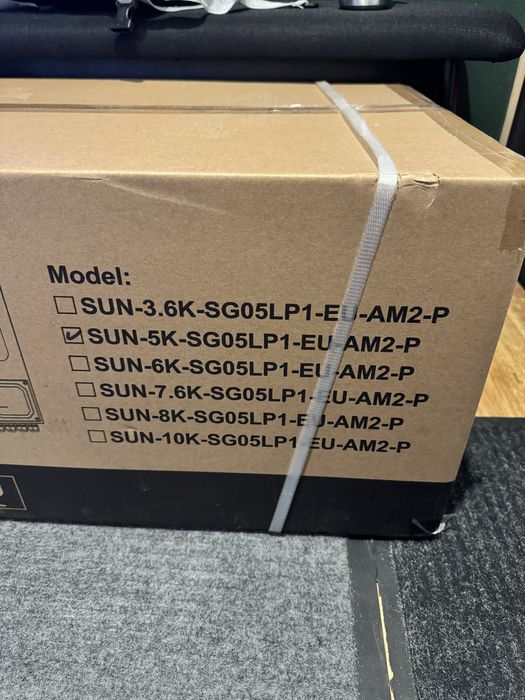 Model:
☐ SUN-3.6K-SG05LP1-EU-AM2-P
☑ SUN-5K-SG05LP1-EU-AM2-P
☐ SUN-6K-SG05LP1-EU-AM2-P
☐ SUN-7.6K-SG05LP1-EU-AM2-P
☐ SUN-8K-SG05LP1-EU-AM2-P
☐ SUN-10K-SG05LP1-EU-AM2-P